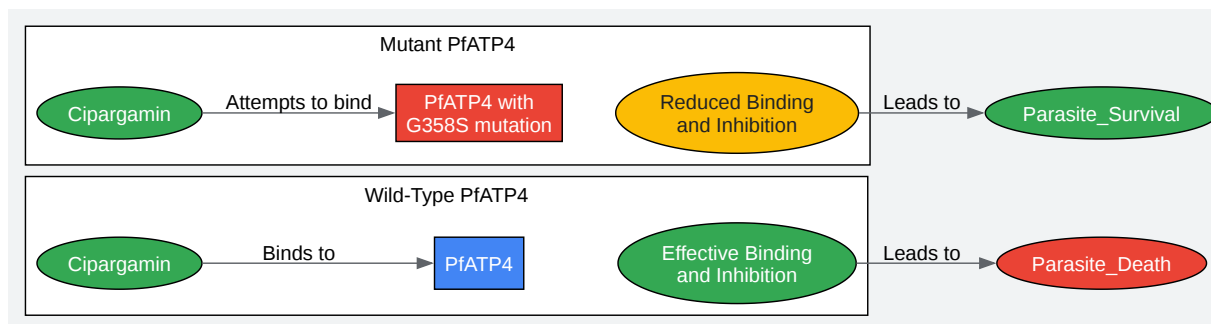 Mutant PfATP4
Cipargamin
Attempts to bind
PfATP4 with
G358S mutation
Reduced Binding
and Inhibition
Leads to
Parasite_Survival
Wild-Type PfATP4
Cipargamin
Binds to
PfATP4
Effective Binding
and Inhibition
Leads to
Parasite_Death